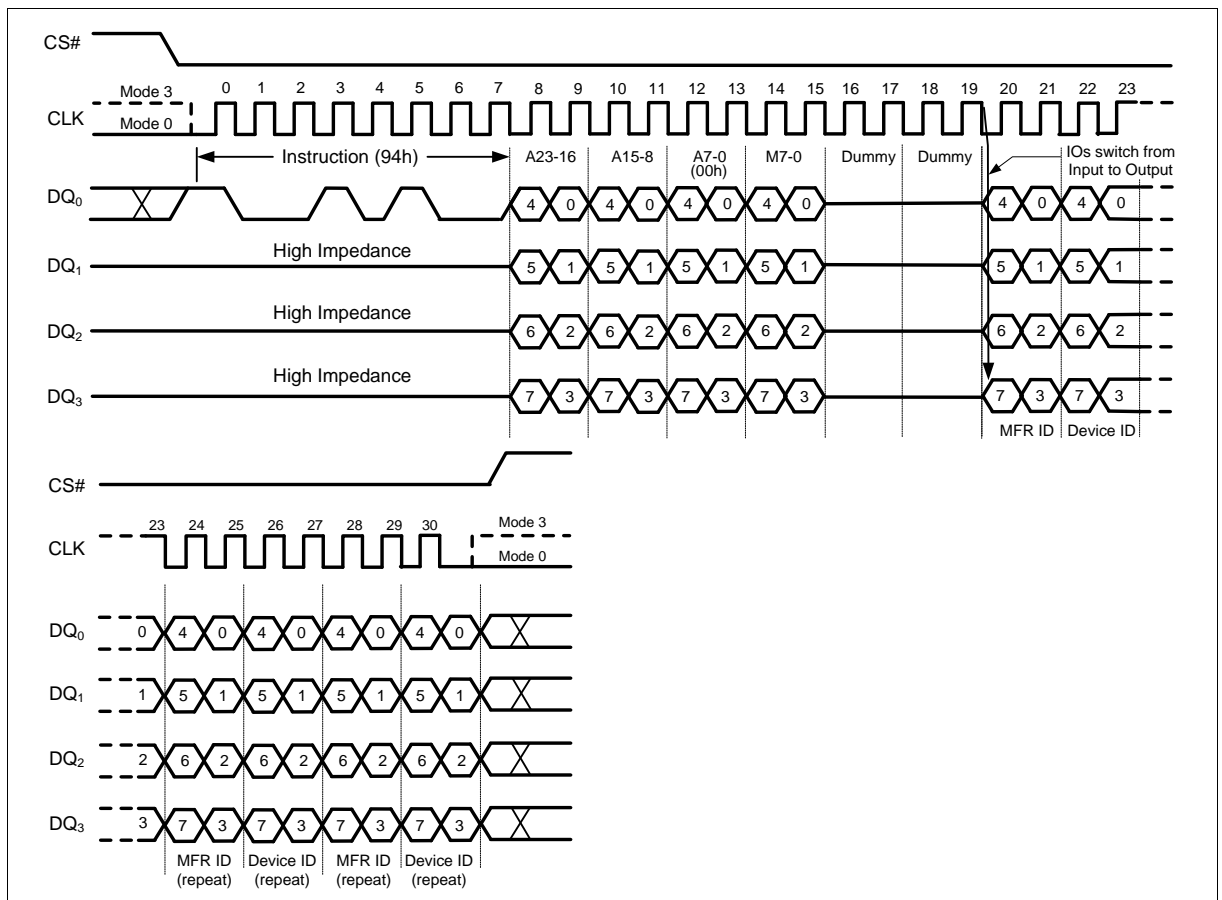 CS#
Mode 3
0 1 2 3 4 5 6 7 8 9 10 11 12 13 14 15 16 17 18 19 20 21 22 23
CLK
Mode 0
Instruction (94h)
A23-16 A15-8 A7-0 M7-0 Dummy Dummy
(00h)
IOs switch from
Input to Output
DQ0 4 0 4 0 4 0 4 0 4 0 4 0
High Impedance
DQ1 5 1 5 1 5 1 5 1 5 1 5 1
High Impedance
DQ2 6 2 6 2 6 2 6 2 6 2 6 2
High Impedance
DQ3 7 3 7 3 7 3 7 3 7 3 7 3
MFR ID Device ID
CS#
23 24 25 26 27 28 29 30 Mode 3
CLK
Mode 0
DQ0 0 4 0 4 0 4 0 4 0
DQ1 1 5 1 5 1 5 1 5 1
DQ2 2 6 2 6 2 6 2 6 2
DQ3 3 7 3 7 3 7 3 7 3
MFR ID Device ID MFR ID Device ID
(repeat) (repeat) (repeat) (repeat)